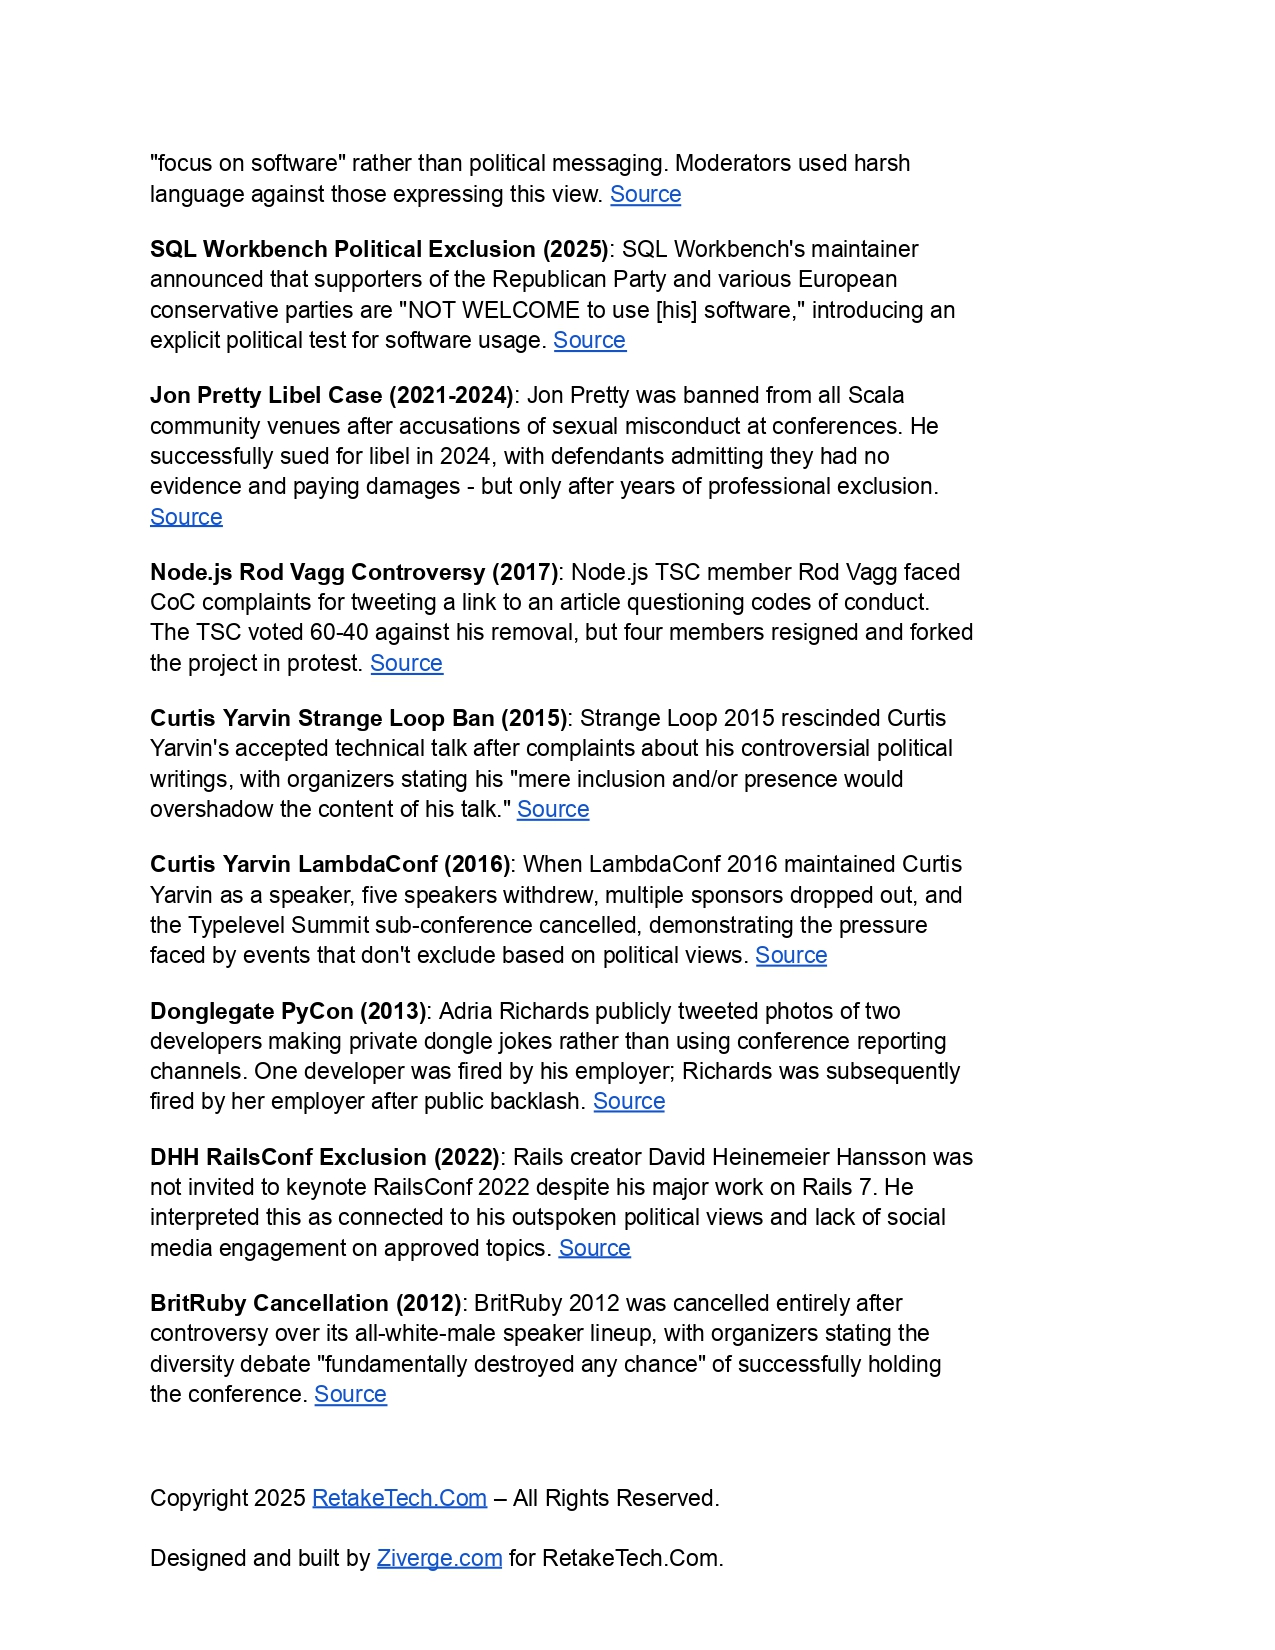 "focus on software" rather than political messaging. Moderators used harsh
language against those expressing this view. Source
SQL Workbench Political Exclusion (2025): SQL Workbench's maintainer
announced that supporters of the Republican Party and various European
conservative parties are "NOT WELCOME to use [his] software," introducing an
explicit political test for software usage. Source
Jon Pretty Libel Case (2021-2024): Jon Pretty was banned from all Scala
community venues after accusations of sexual misconduct at conferences. He
successfully sued for libel in 2024, with defendants admitting they had no
evidence and paying damages - but only after years of professional exclusion.
Source
Node.js Rod Vagg Controversy (2017): Node.js TSC member Rod Vagg faced
CoC complaints for tweeting a link to an article questioning codes of conduct.
The TSC voted 60-40 against his removal, but four members resigned and forked
the project in protest. Source
Curtis Yarvin Strange Loop Ban (2015): Strange Loop 2015 rescinded Curtis
Yarvin's accepted technical talk after complaints about his controversial political
writings, with organizers stating his "mere inclusion and/or presence would
overshadow the content of his talk." Source
Curtis Yarvin LambdaConf (2016): When LambdaConf 2016 maintained Curtis
Yarvin as a speaker, five speakers withdrew, multiple sponsors dropped out, and
the Typelevel Summit sub-conference cancelled, demonstrating the pressure
faced by events that don't exclude based on political views. Source
Donglegate PyCon (2013): Adria Richards publicly tweeted photos of two
developers making private dongle jokes rather than using conference reporting
channels. One developer was fired by his employer; Richards was subsequently
fired by her employer after public backlash. Source
DHH RailsConf Exclusion (2022): Rails creator David Heinemeier Hansson was
not invited to keynote RailsConf 2022 despite his major work on Rails 7. He
interpreted this as connected to his outspoken political views and lack of social
media engagement on approved topics. Source
BritRuby Cancellation (2012): BritRuby 2012 was cancelled entirely after
controversy over its all-white-male speaker lineup, with organizers stating the
diversity debate "fundamentally destroyed any chance" of successfully holding
the conference. Source
Copyright 2025 RetakeTech.Com – All Rights Reserved.
Designed and built by Ziverge.com for RetakeTech.Com.